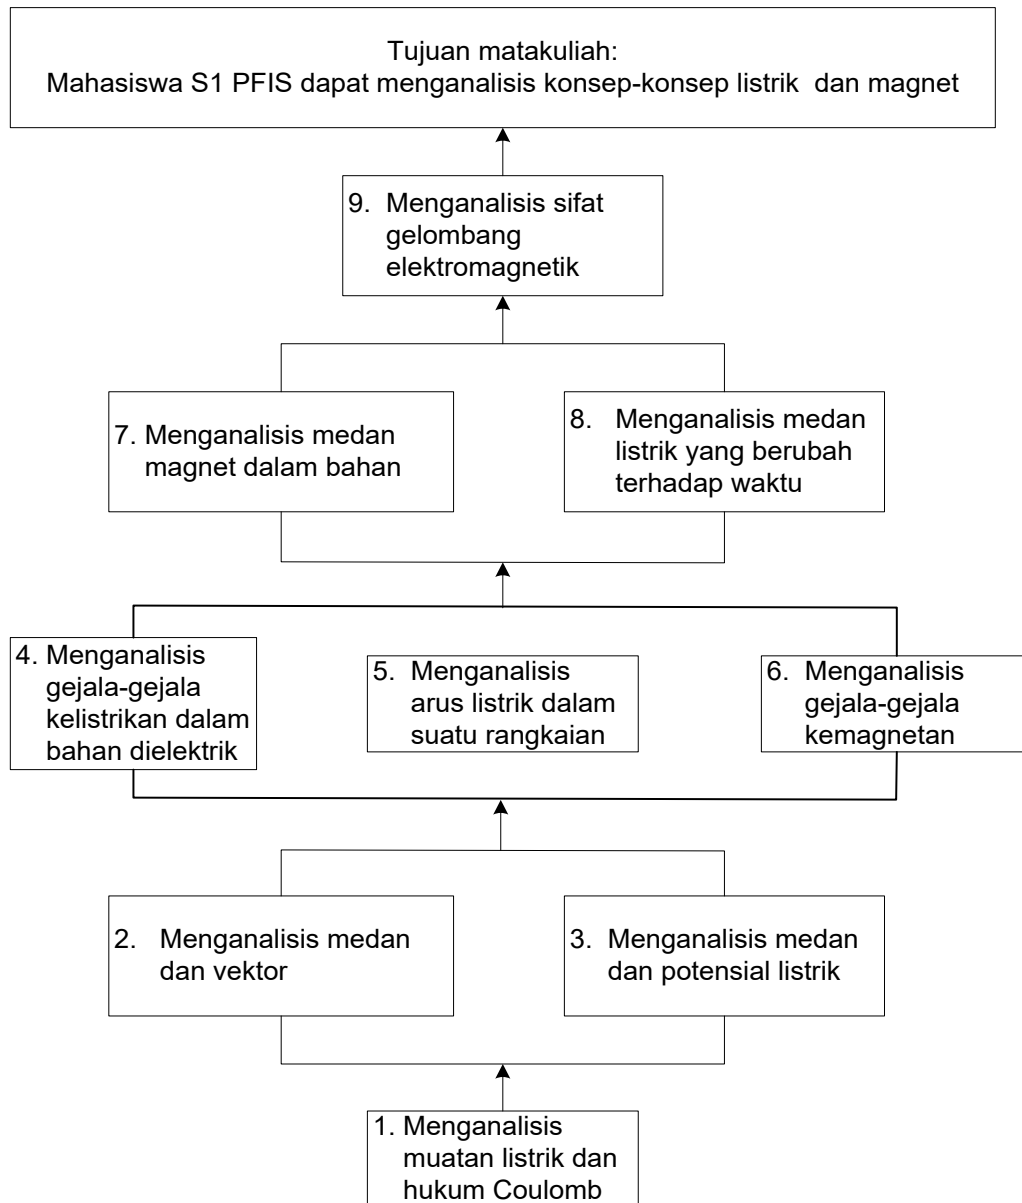 Tujuan matakuliah:
Mahasiswa S1 PFIS dapat menganalisis konsep-konsep listrik dan magnet
9. Menganalisis sifat
gelombang
elektromagnetik
7. Menganalisis medan
magnet dalam bahan
8. Menganalisis medan
listrik yang berubah
terhadap waktu
4. Menganalisis
gejala-gejala
kelistrikan dalam
bahan dielektrik
5. Menganalisis
arus listrik dalam
suatu rangkaian
6. Menganalisis
gejala-gejala
kemagnetan
2. Menganalisis medan
dan vektor
3. Menganalisis medan
dan potensial listrik
1. Menganalisis
muatan listrik dan
hukum Coulomb